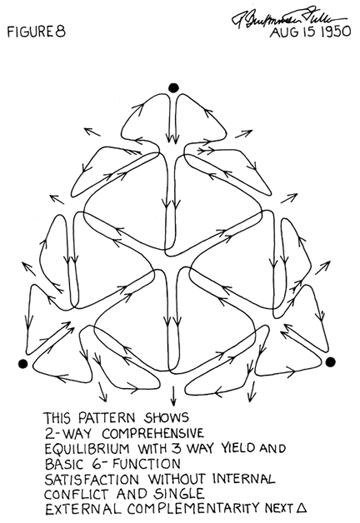 FIGURE 8
R. Buckminster Fuller
AUG 15 1950
THIS PATTERN SHOWS
2-WAY COMPREHENSIVE
EQUILIBRIUM WITH 3 WAY YIELD AND
BASIC 6-FUNCTION
SATISFACTION WITHOUT INTERNAL
CONFLICT AND SINGLE
EXTERNAL COMPLEMENTARITY NEXT Δ